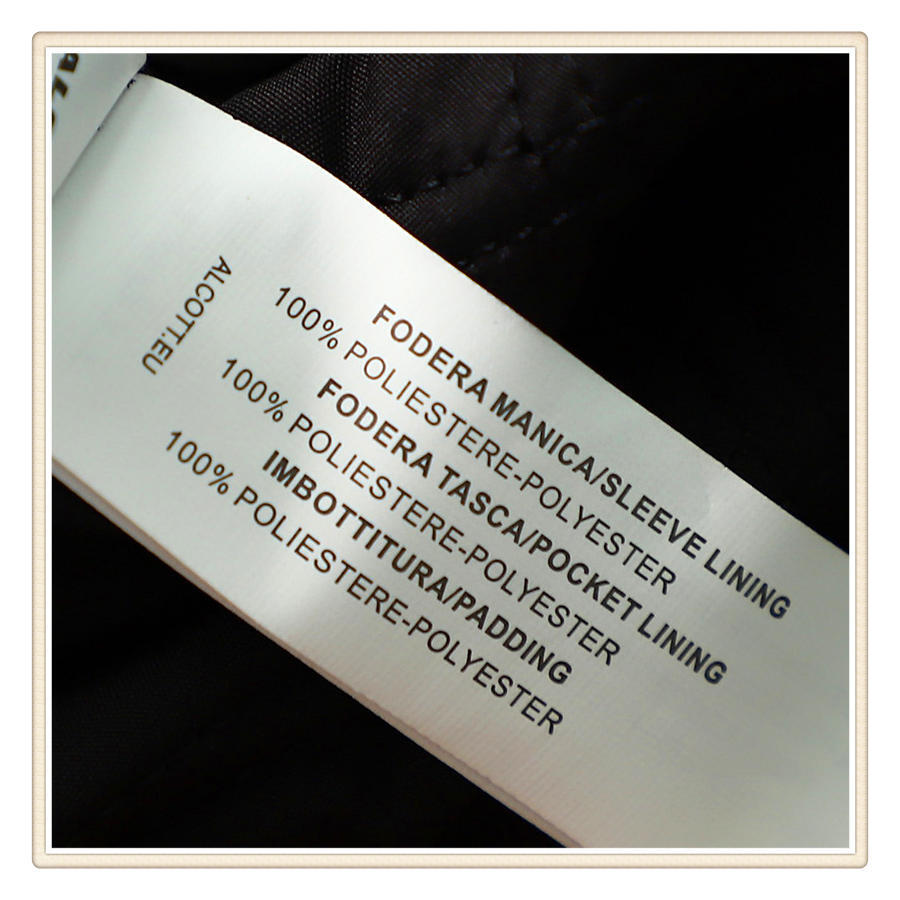 FODERA MANICA/SLEEVE LINING
100% POLIESTERE-POLYESTER
FODERA TASCA/POCKET LINING
100% POLIESTERE-POLYESTER
IMBOTTITURA/PADDING
100% POLIESTERE-POLYESTER
ALCOTT.EU